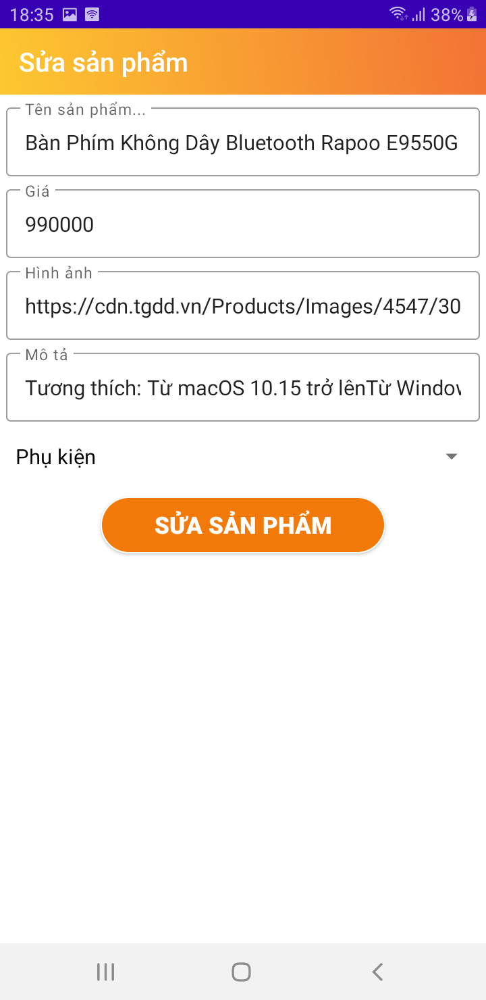 18:35 38%
Sửa sản phẩm
Tên sản phẩm...
Bàn Phím Không Dây Bluetooth Rapoo E9550G
Giá
990000
Hình ảnh
https://cdn.tgdd.vn/Products/Images/4547/30
Mô tả
Tương thích: Từ macOS 10.15 trở lênTừ Window
Phụ kiện
SỬA SẢN PHẨM